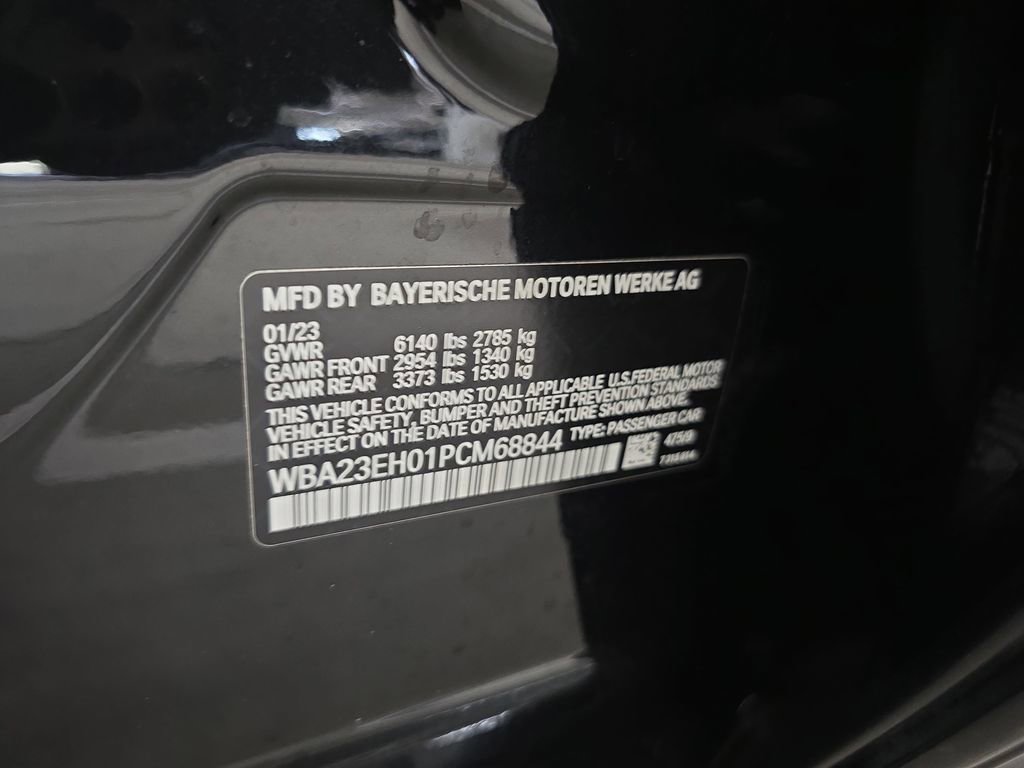 MFD BY BAYERISCHE MOTOREN WERKE AG
01/23
GVWR 6140 lbs 2785 kg
GAWR FRONT 2954 lbs 1340 kg
GAWR REAR 3373 lbs 1530 kg
THIS VEHICLE CONFORMS TO ALL APPLICABLE U.S.FEDERAL MOTOR
VEHICLE SAFETY, BUMPER AND THEFT PREVENTION STANDARDS
IN EFFECT ON THE DATE OF MANUFACTURE SHOWN ABOVE.
WBA23EH01PCM68844 TYPE: PASSENGER CAR